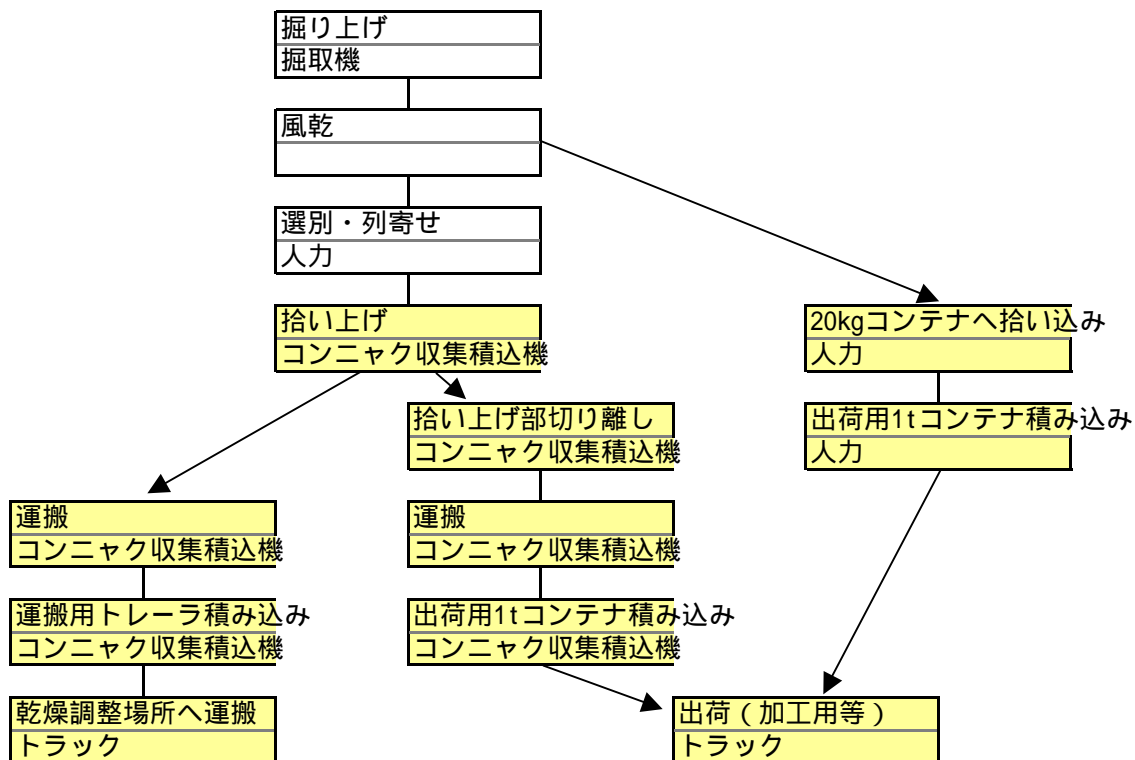 掘り上げ
掘取機
風乾
選別・列寄せ
人力
拾い上げ
コンニャク収集積込機
20kgコンテナへ拾い込み
人力
拾い上げ部切り離し
コンニャク収集積込機
出荷用1tコンテナ積み込み
人力
運搬
コンニャク収集積込機
運搬
コンニャク収集積込機
運搬用トレーラ積み込み
コンニャク収集積込機
出荷用1tコンテナ積み込み
コンニャク収集積込機
乾燥調整場所へ運搬
トラック
出荷（加工用等）
トラック